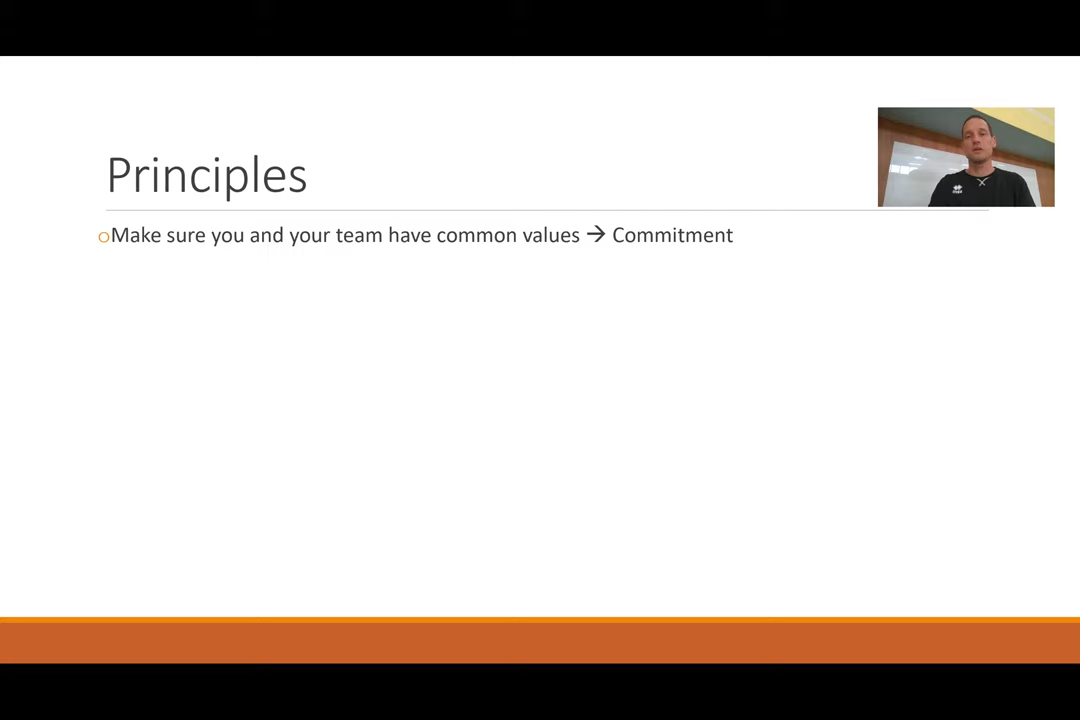 Principles
Make sure you and your team have common values → Commitment